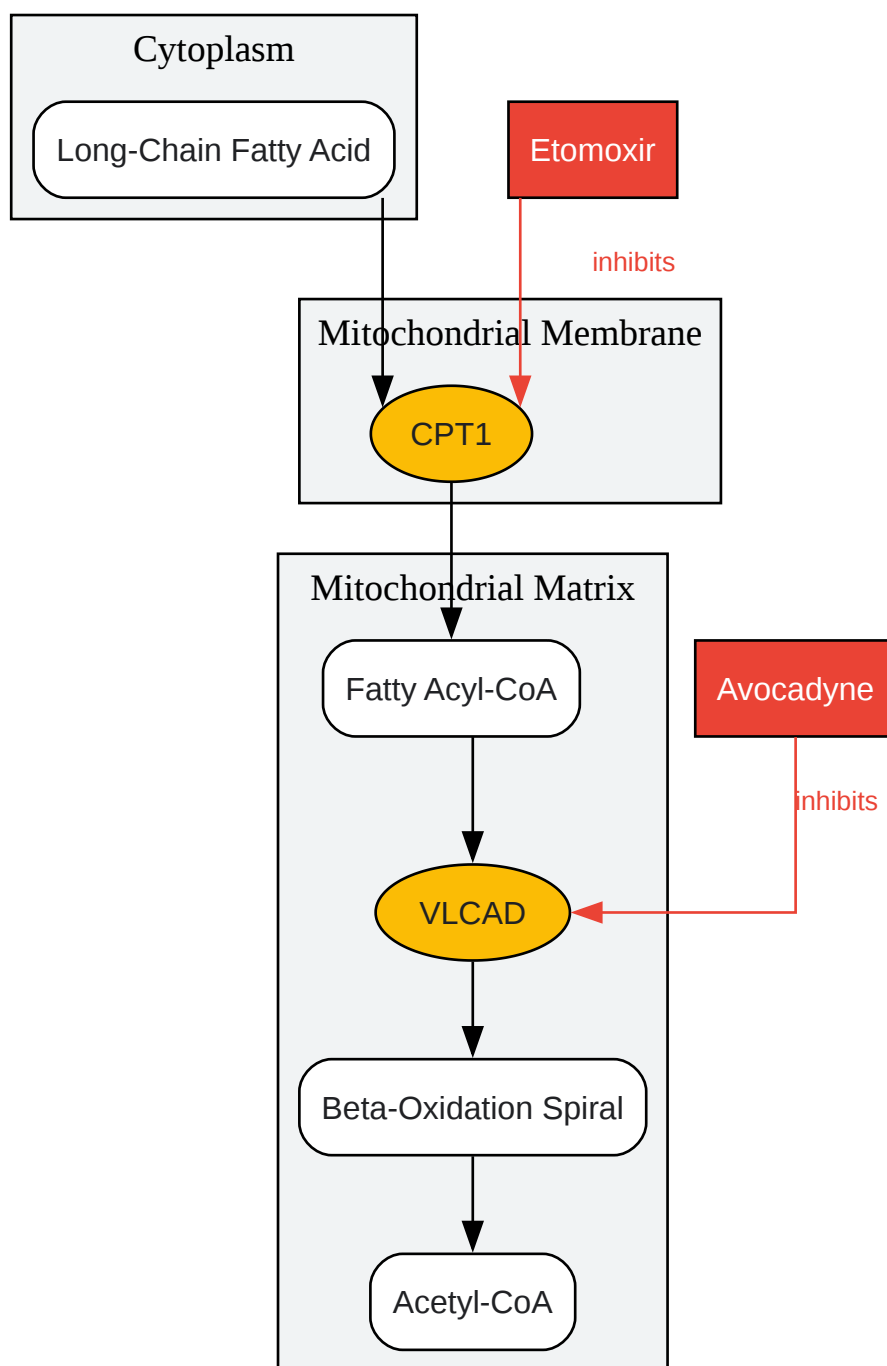 Cytoplasm
Long-Chain Fatty Acid
Etomoxir
inhibits
Mitochondrial Membrane
CPT1
Mitochondrial Matrix
Fatty Acyl-CoA
Avocadyne
inhibits
VLCAD
Beta-Oxidation Spiral
Acetyl-CoA